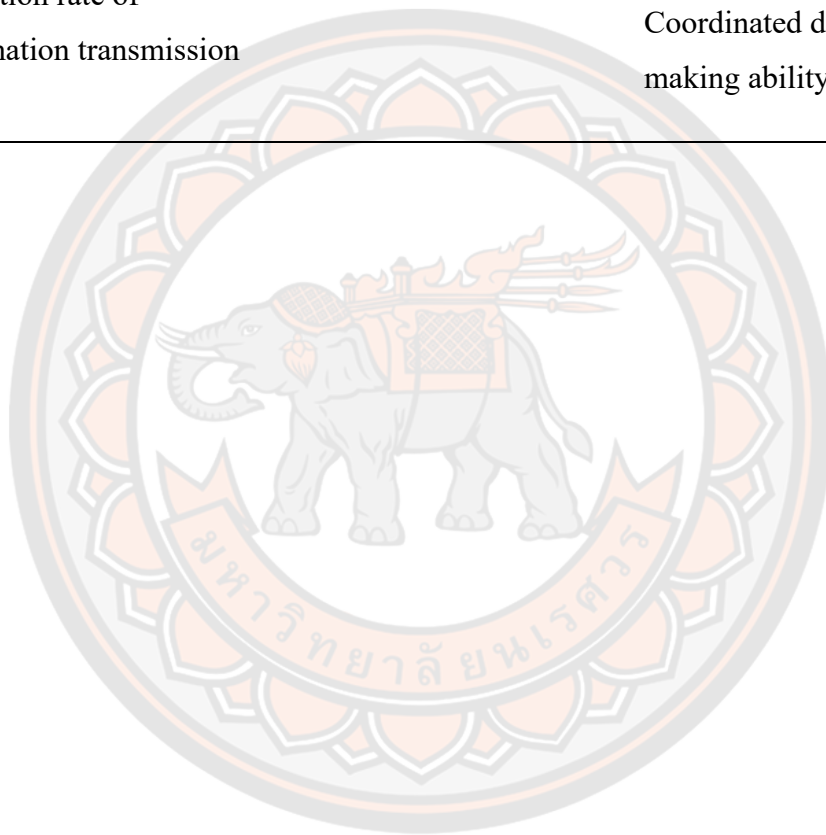 tion rate of
nation transmission
Coordinated d
making ability
มหาวิทยาลัยนเรศวร